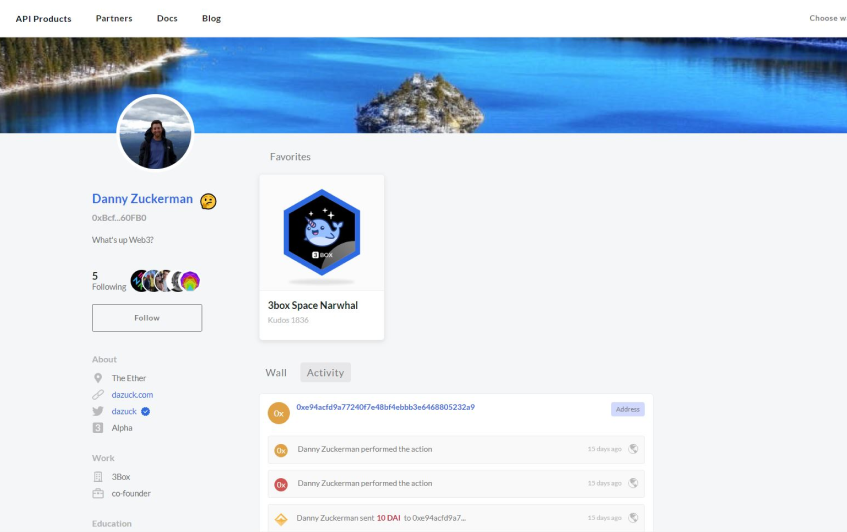 API Products Partners Docs Blog Choose w
Favorites
Danny Zuckerman
0xBcf...60FB0
What's up Web3?
5
Following
Follow
3 BOX
3box Space Narwhal
Kudos 1836
About
The Ether
dazuck.com
dazuck
3 Alpha
Work
3Box
co-founder
Education
Wall Activity
0x 0xe94acfd9a77240f7e48bf4ebbb3e6468805232a9 Address
0x Danny Zuckerman performed the action 15 days ago
0x Danny Zuckerman performed the action 15 days ago
Danny Zuckerman sent 10 DAI to 0xe94acfd9a7... 15 days ago